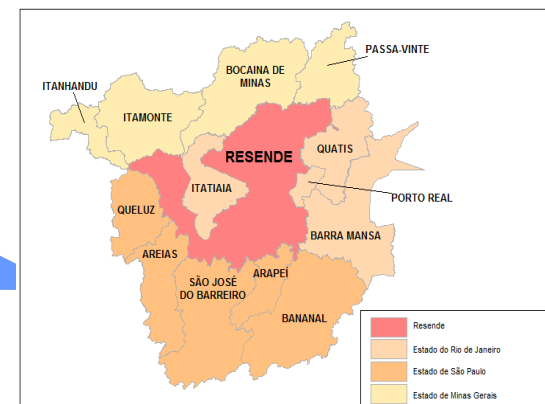 PASSA-VINTE
BOCAINA DE
MINAS
ITANHANDU
ITAMONTE
RESENDE
QUATIS
ITATIAIA
PORTO REAL
QUELUZ
BARRA MANSA
AREIAS
ARAPEÍ
SÃO JOSÉ
DO BARREIRO
BANANAL
Resende
Estado do Rio de Janeiro
Estado de São Paulo
Estado de Minas Gerais